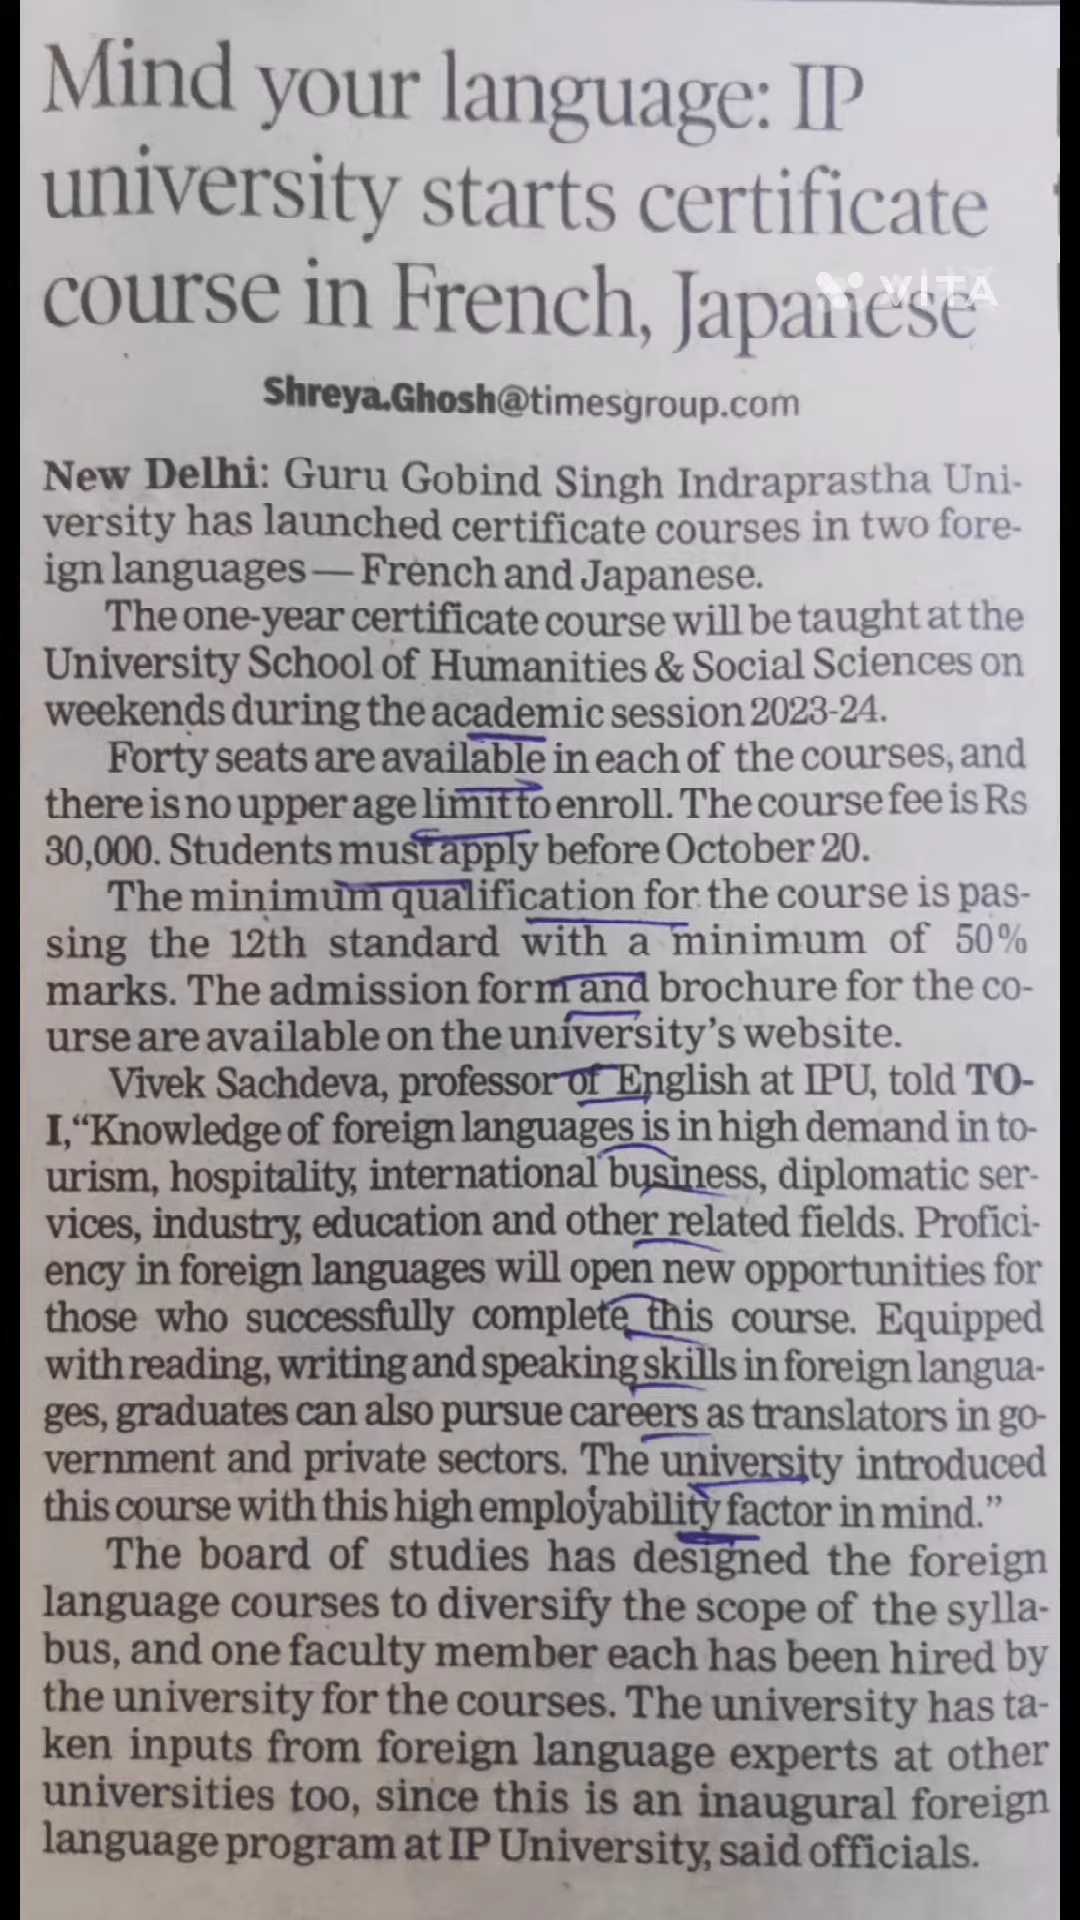 Mind your language: IP
university starts certificate
course in French, Japanese
VITA
Shreya.Ghosh@timesgroup.com
New Delhi: Guru Gobind Singh Indraprastha Uni-
versity has launched certificate courses in two fore-
ign languages — French and Japanese.
The one-year certificate course will be taught at the
University School of Humanities & Social Sciences on
weekends during the academic session 2023-24.
Forty seats are available in each of the courses, and
there is no upper age limit to enroll. The course fee is Rs
30,000. Students must apply before October 20.
The minimum qualification for the course is pas-
sing the 12th standard with a minimum of 50%
marks. The admission form and brochure for the co-
urse are available on the university's website.
Vivek Sachdeva, professor of English at IPU, told TO-
I, “Knowledge of foreign languages is in high demand in to-
urism, hospitality, international business, diplomatic ser-
vices, industry, education and other related fields. Profici-
ency in foreign languages will open new opportunities for
those who successfully complete this course. Equipped
with reading, writing and speaking skills in foreign langua-
ges, graduates can also pursue careers as translators in go-
vernment and private sectors. The university introduced
this course with this high employability factor in mind.”
The board of studies has designed the foreign
language courses to diversify the scope of the sylla-
bus, and one faculty member each has been hired by
the university for the courses. The university has ta-
ken inputs from foreign language experts at other
universities too, since this is an inaugural foreign
language program at IP University, said officials.